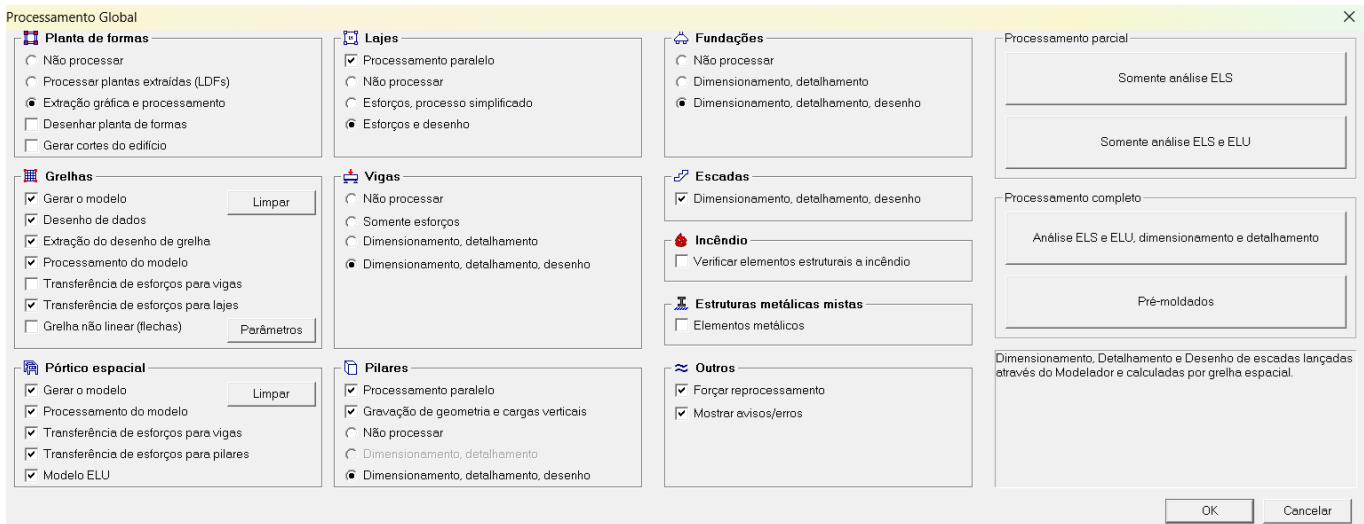 Processamento Global
Planta de formas
Não processar
Processar plantas extraídas (LDFs)
Extração gráfica e processamento
Desenhar planta de formas
Gerar cortes do edifício
Grelhas
Gerar o modelo
Limpar
Desenho de dados
Extração do desenho de grelha
Processamento do modelo
Transferência de esforços para vigas
Transferência de esforços para lajes
Grelha não linear (flechas)
Parâmetros
Pórtico espacial
Gerar o modelo
Limpar
Processamento do modelo
Transferência de esforços para vigas
Transferência de esforços para pilares
Modelo ELU
Lajes
Processamento paralelo
Não processar
Esforços, processo simplificado
Esforços e desenho
Vigas
Não processar
Somente esforços
Dimensionamento, detalhamento
Dimensionamento, detalhamento, desenho
Pilares
Processamento paralelo
Gravação de geometria e cargas verticais
Não processar
Dimensionamento, detalhamento
Dimensionamento, detalhamento, desenho
Fundações
Não processar
Dimensionamento, detalhamento
Dimensionamento, detalhamento, desenho
Escadas
Dimensionamento, detalhamento, desenho
Incêndio
Verificar elementos estruturais a incêndio
Estruturas metálicas mistas
Elementos metálicos
Outros
Forçar reprocessamento
Mostrar avisos/erros
Processamento parcial
Somente análise ELS
Somente análise ELS e ELU
Processamento completo
Análise ELS e ELU, dimensionamento e detalhamento
Pré-moldados
Dimensionamento, Detalhamento e Desenho de escadas lançadas
através do Modelador e calculadas por grelha espacial.
OK
Cancelar